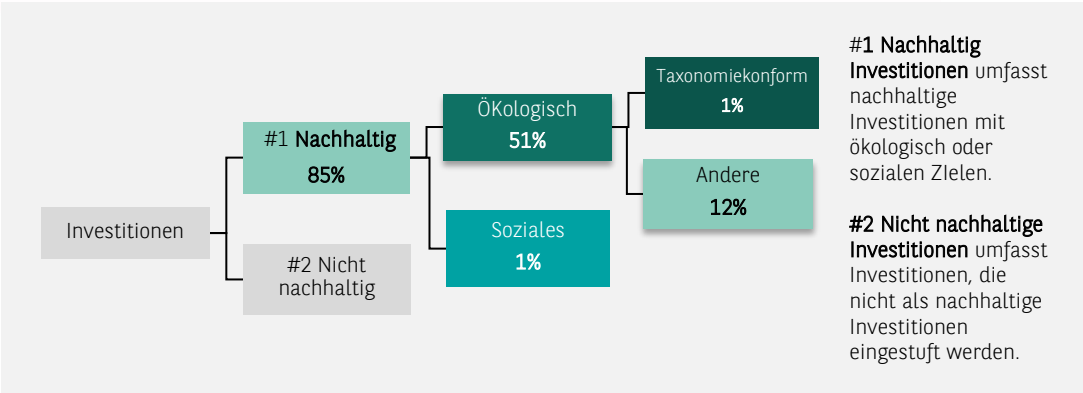 Investitionen
#1 Nachhaltig
85%
#2 Nicht
nachhaltig
ÖKologisch
51%
Soziales
1%
Taxonomiekonform
1%
Andere
12%
#1 Nachhaltig
Investitionen umfasst
nachhaltige
Investitionen mit
ökologisch oder
sozialen ZIelen.
#2 Nicht nachhaltige
Investitionen umfasst
Investitionen, die
nicht als nachhaltige
Investitionen
eingestuft werden.